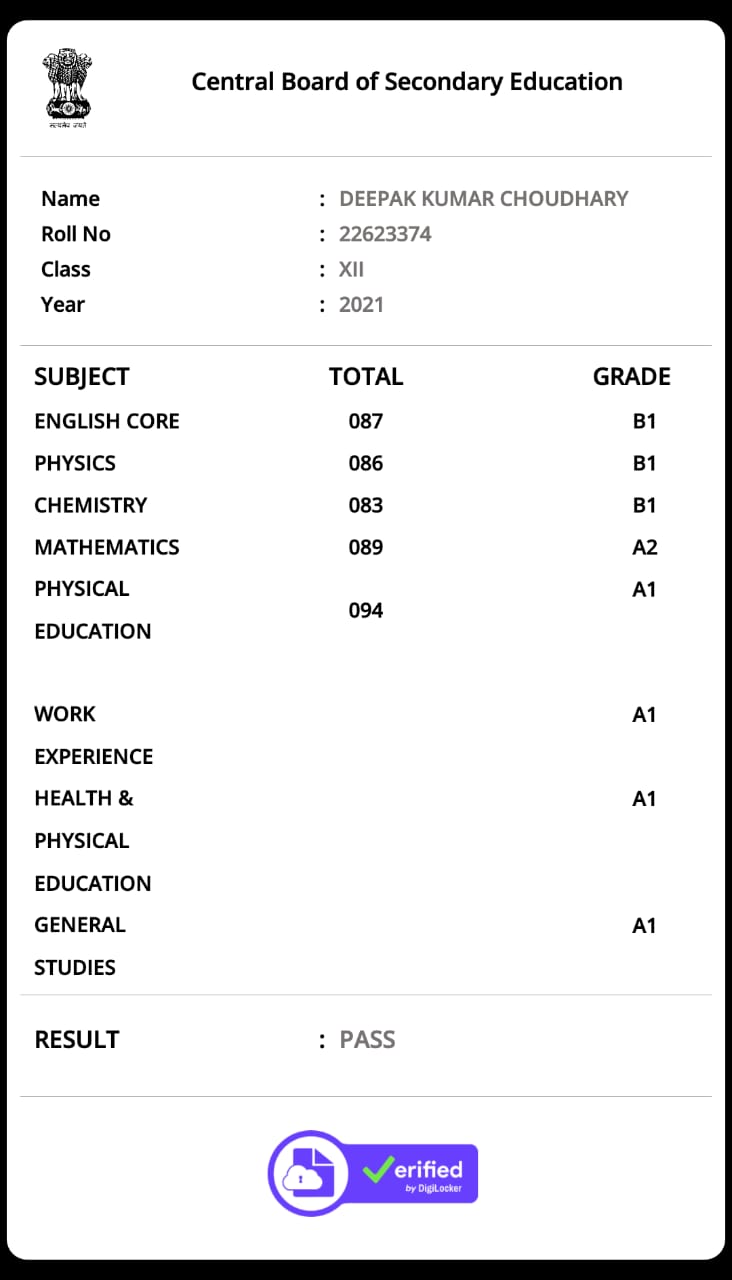 सत्यमेव जयते
Central Board of Secondary Education
Name : DEEPAK KUMAR CHOUDHARY
Roll No : 22623374
Class : XII
Year : 2021
SUBJECT TOTAL GRADE
ENGLISH CORE 087 B1
PHYSICS 086 B1
CHEMISTRY 083 B1
MATHEMATICS 089 A2
PHYSICAL A1
094
EDUCATION
WORK A1
EXPERIENCE
HEALTH & A1
PHYSICAL
EDUCATION
GENERAL A1
STUDIES
RESULT : PASS
erified
by DigiLocker